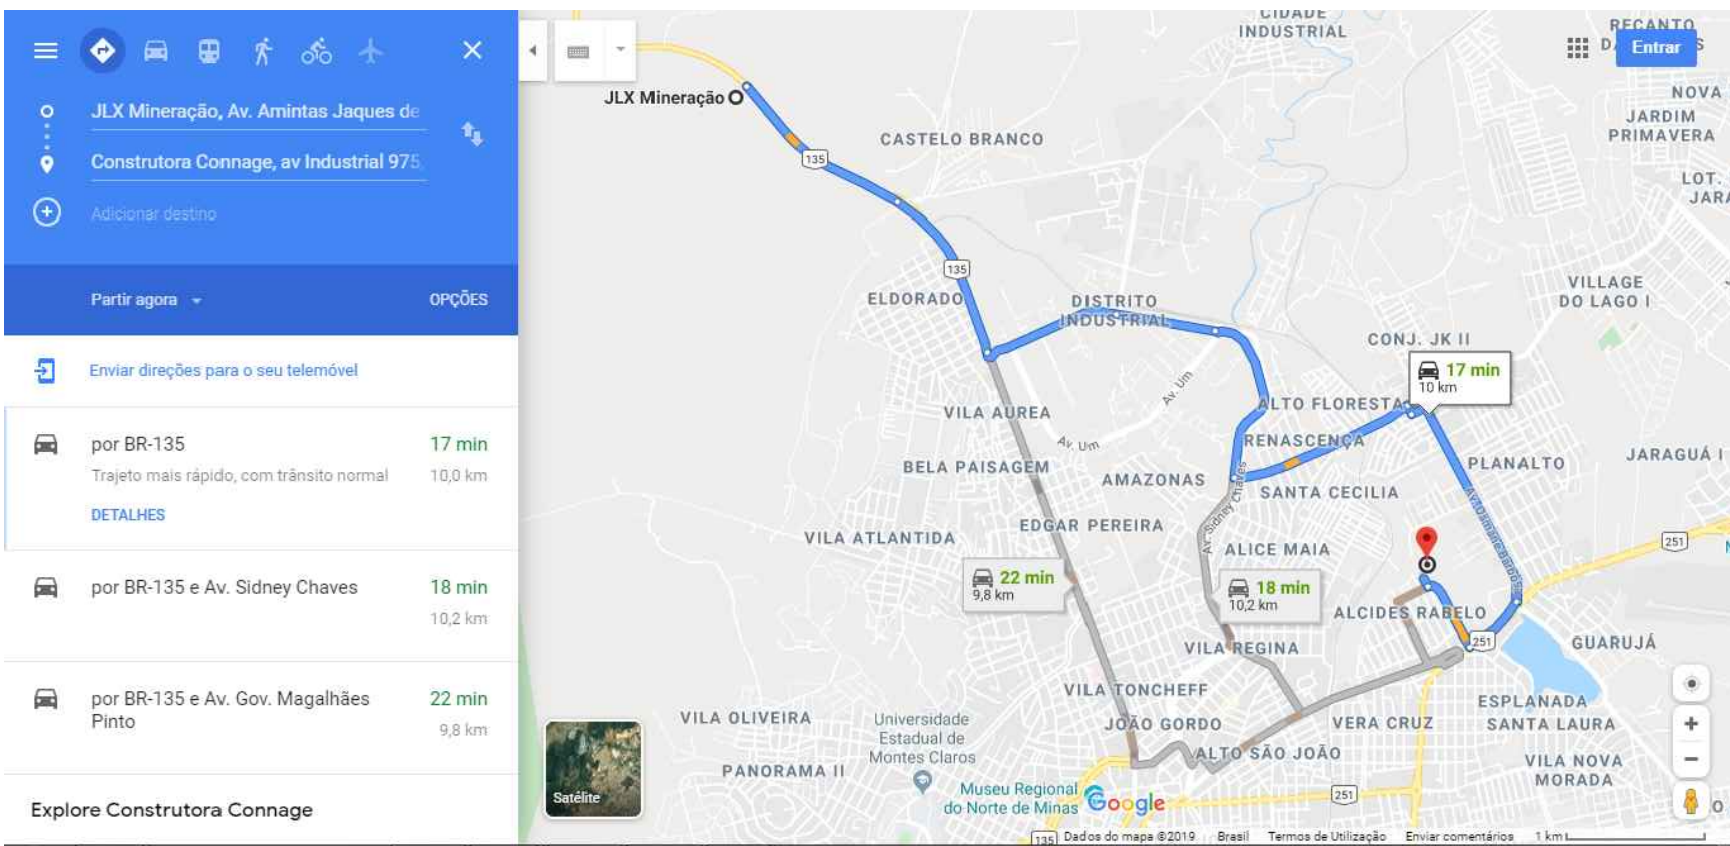 JLX Mineração, Av. Amintas Jaques de
Construtora Connage, av Industrial 975,
Adicionar destino
Partir agora
OPÇÕES
Enviar direções para o seu telemóvel
por BR-135
17 min
Trajeto mais rápido, com trânsito normal
10,0 km
DETALHES
por BR-135 e Av. Sidney Chaves
18 min
10,2 km
por BR-135 e Av. Gov. Magalhães
Pinto
22 min
9,8 km
Explore Construtora Connage
CIDADE
INDUSTRIAL
RECANTO
Entrar
JLX Mineração
NOVA
JARDIM
PRIMAVERA
CASTELO BRANCO
135
LOT.
JARA
135
ELDORADO
DISTRITO
INDUSTRIAL
VILLAGE
DO LAGO I
CONJ. JK II
17 min
10 km
Av. Um
VILA AUREA
ALTO FLORESTA
Av. Um
RENASCENÇA
BELA PAISAGEM
AMAZONAS
PLANALTO
JARAGUÁ I
SANTA CECILIA
Av. Sidney Chaves
EDGAR PEREIRA
VILA ATLANTIDA
ALICE MAIA
251
22 min
9,8 km
18 min
10,2 km
ALCIDES RABELO
251
GUARUJÁ
VILA REGINA
VILA TONCHEFF
ESPLANADA
SANTA LAURA
VILA OLIVEIRA
Universidade
Estadual de
Montes Claros
JOÃO GORDO
VERA CRUZ
ALTO SÃO JOÃO
VILA NOVA
MORADA
PANORAMA II
Museu Regional
do Norte de Minas
Google
251
Satélite
135
Dados do mapa ©2019
Brasil
Termos de Utilização
Enviar comentários
1 km